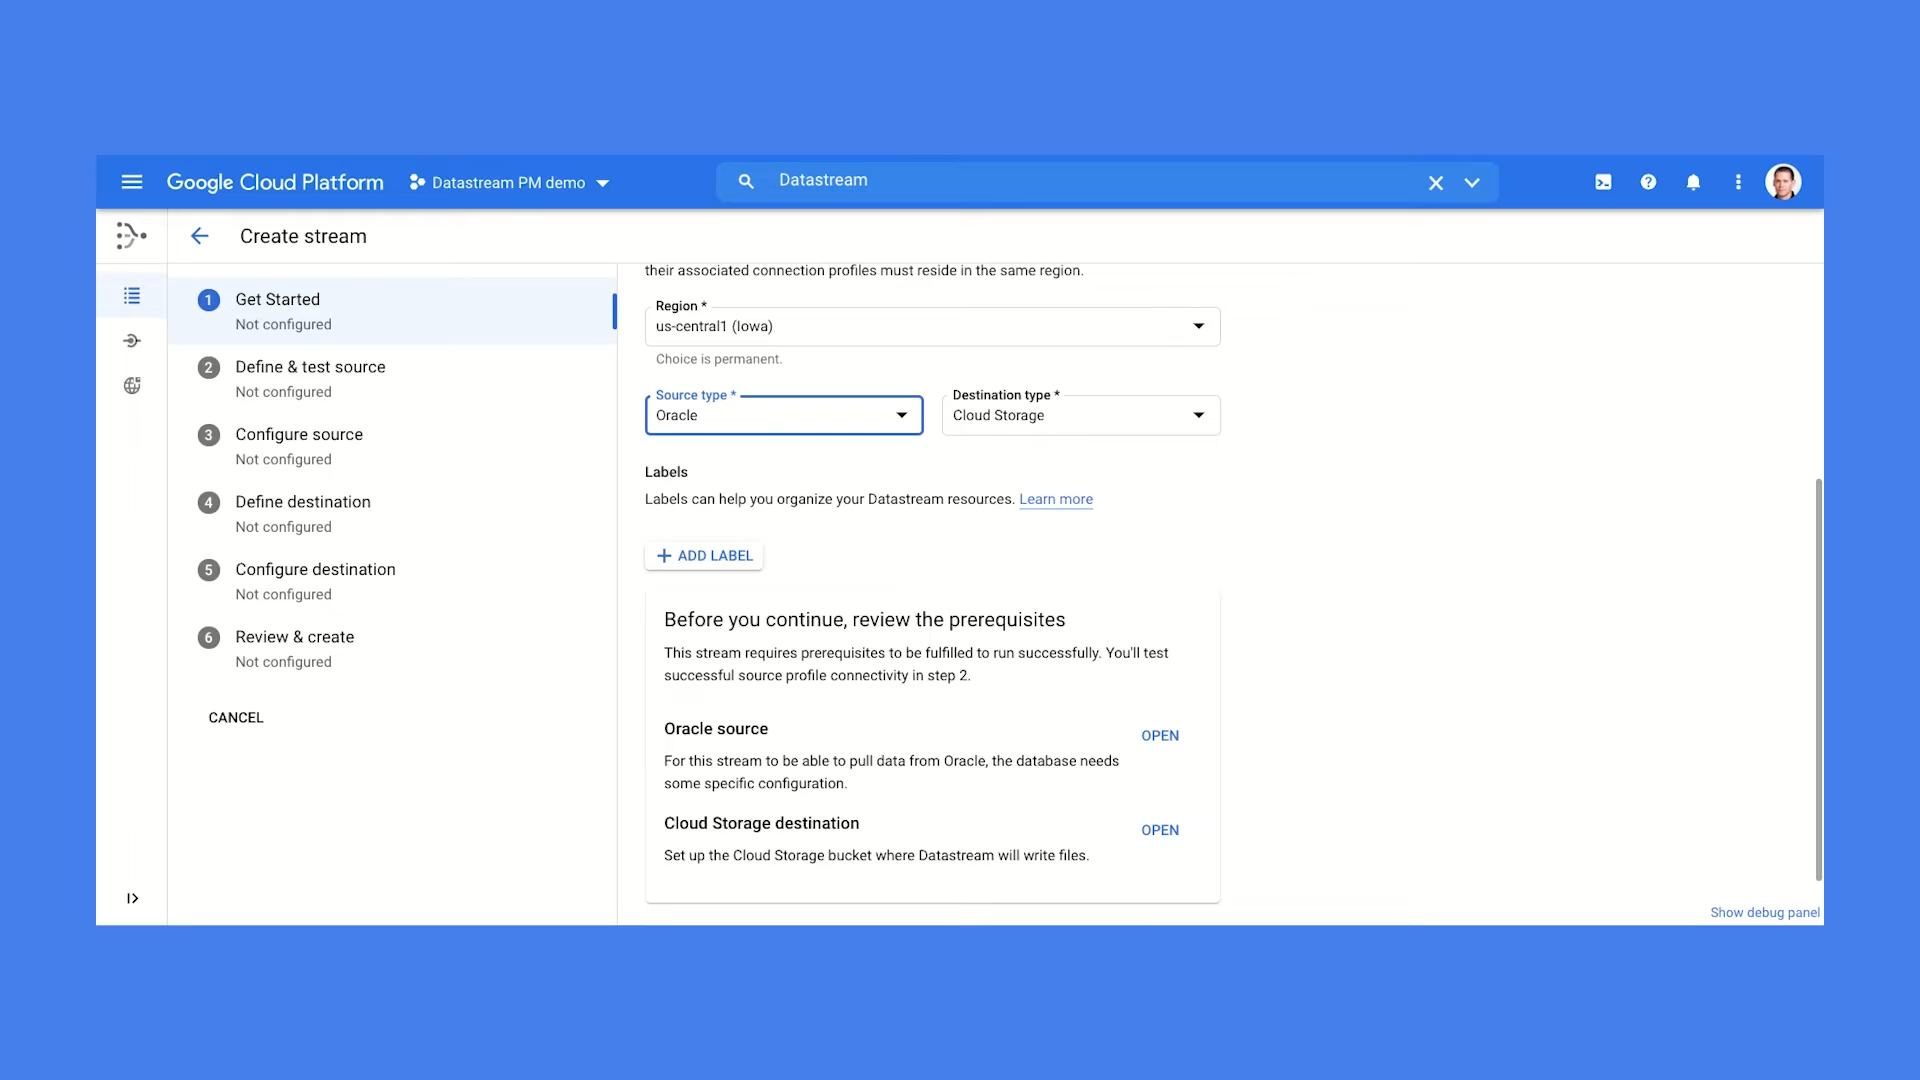 Google Cloud Platform
Datastream PM demo
Datastream
Create stream
1 Get Started
Not configured
2 Define & test source
Not configured
3 Configure source
Not configured
4 Define destination
Not configured
5 Configure destination
Not configured
6 Review & create
Not configured
CANCEL
their associated connection profiles must reside in the same region.
Region *
us-central1 (Iowa)
Choice is permanent.
Source type *
Oracle
Destination type *
Cloud Storage
Labels
Labels can help you organize your Datastream resources. Learn more
ADD LABEL
Before you continue, review the prerequisites
This stream requires prerequisites to be fulfilled to run successfully. You'll test
successful source profile connectivity in step 2.
Oracle source
OPEN
For this stream to be able to pull data from Oracle, the database needs
some specific configuration.
Cloud Storage destination
OPEN
Set up the Cloud Storage bucket where Datastream will write files.
Show debug panel